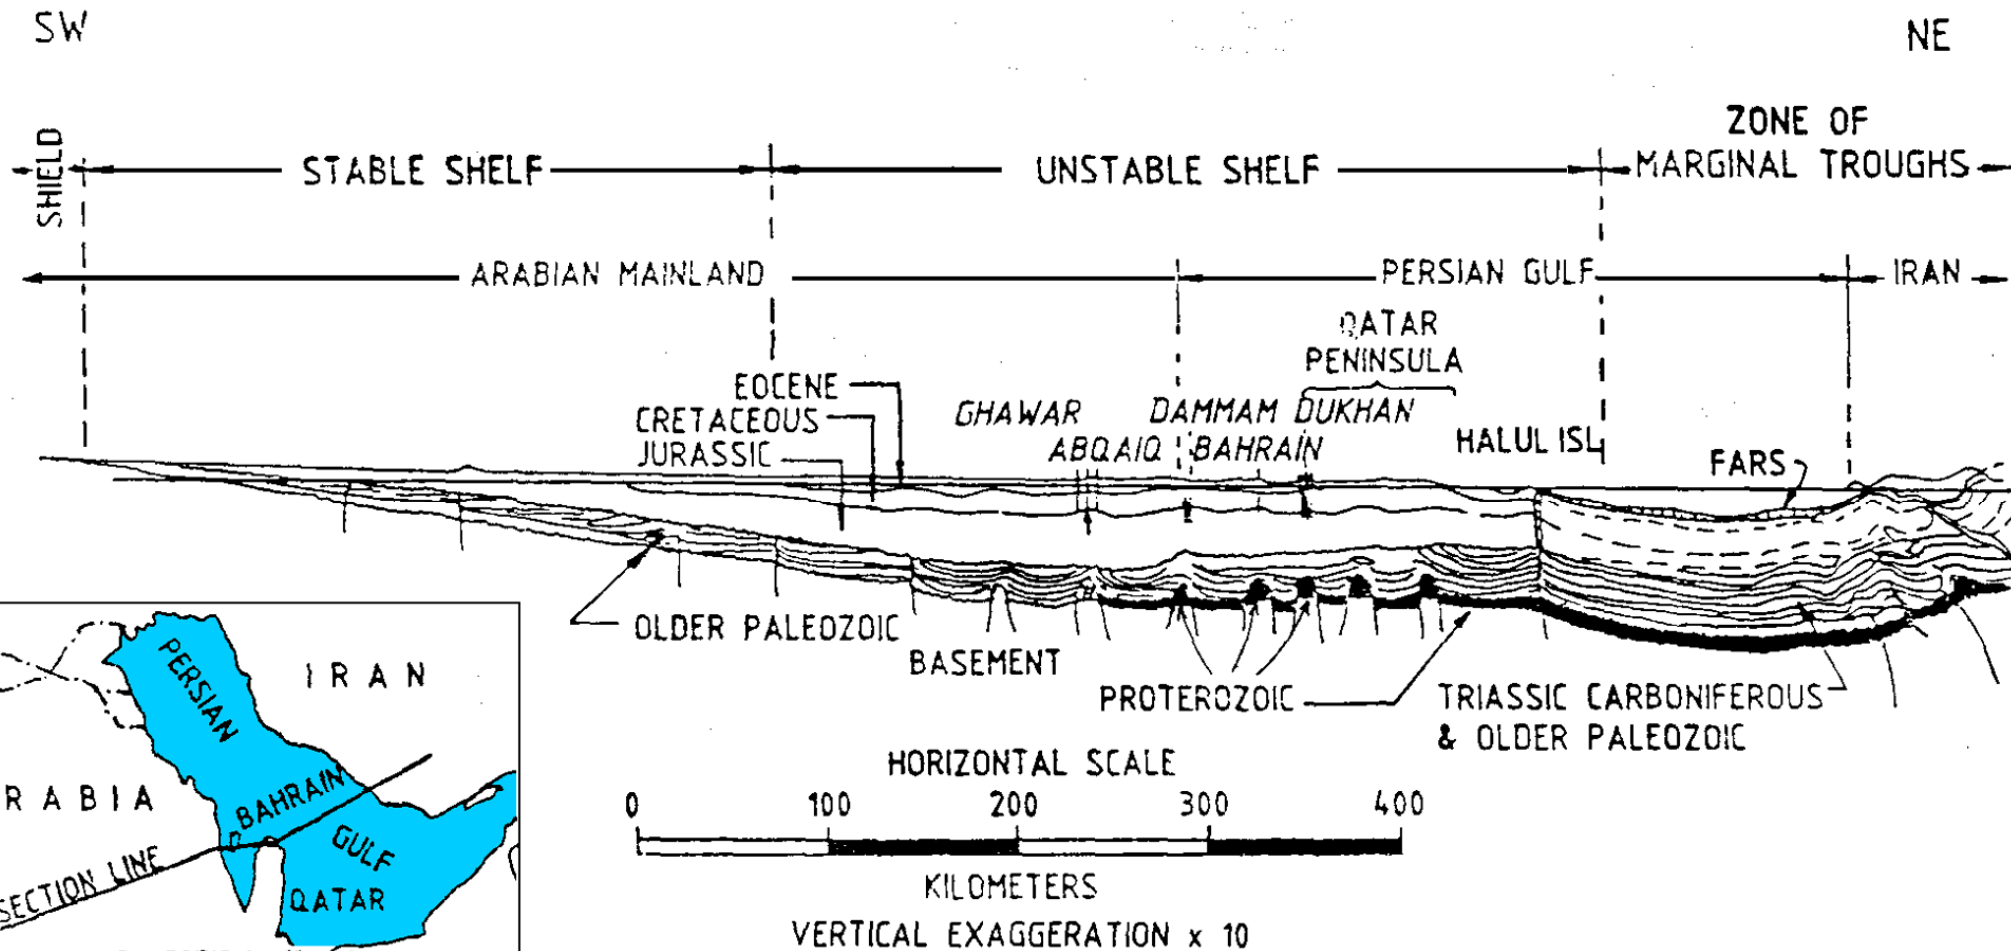 SW
NE
SHIELD
STABLE SHELF
UNSTABLE SHELF
ZONE OF
MARGINAL TROUGHS
ARABIAN MAINLAND
PERSIAN GULF
IRAN
QATAR
PENINSULA
EOCENE
CRETACEOUS
JURASSIC
GHAWAR
ABQAIQ
DAMMAM
BAHRAIN
DUKHAN
HALUL ISL
FARS
OLDER PALEOZOIC
BASEMENT
PROTEROZOIC
TRIASSIC CARBONIFEROUS
& OLDER PALEOZOIC
HORIZONTAL SCALE
0 100 200 300 400
KILOMETERS
VERTICAL EXAGGERATION x 10
PERSIAN
IRAN
RABIA
BAHRAIN
GULF
SECTION LINE
QATAR